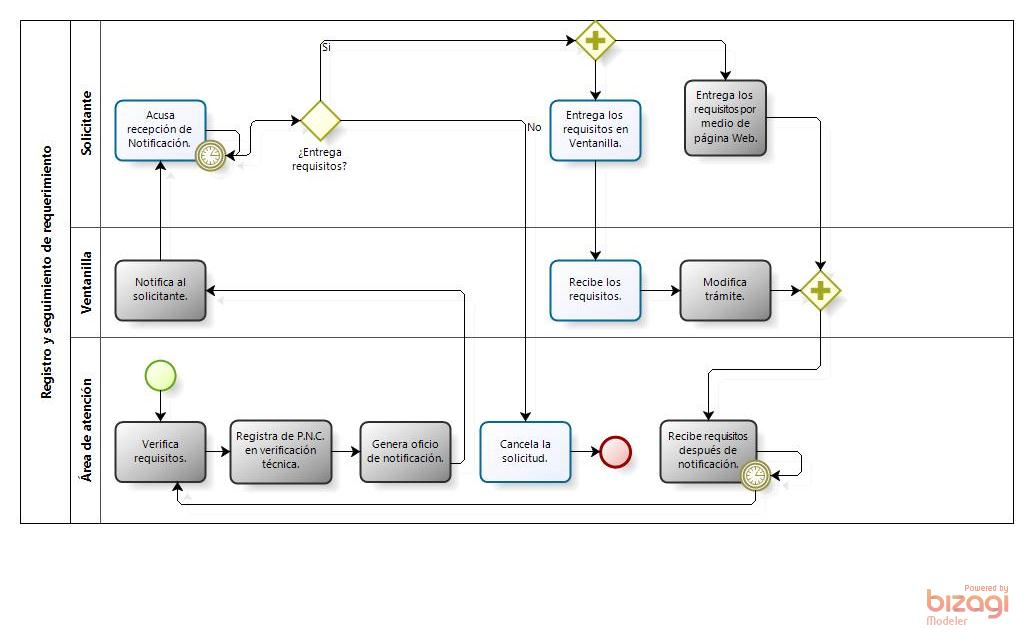 Registro y seguimiento de requerimiento
Solicitante
Acusa
recepción de
Notificación.
Si
¿Entrega
requisitos?
No
Entrega los
requisitos en
Ventanilla.
Entrega los
requisitos por
medio de
página Web.
Ventanilla
Notifica al
solicitante.
Recibe los
requisitos.
Modifica
trámite.
Área de atención
Verifica
requisitos.
Registra de P.N.C.
en verificación
técnica.
Genera oficio
de notificación.
Cancela la
solicitud.
Recibe requisitos
después de
notificación.
Powered by
bizagi
Modeler